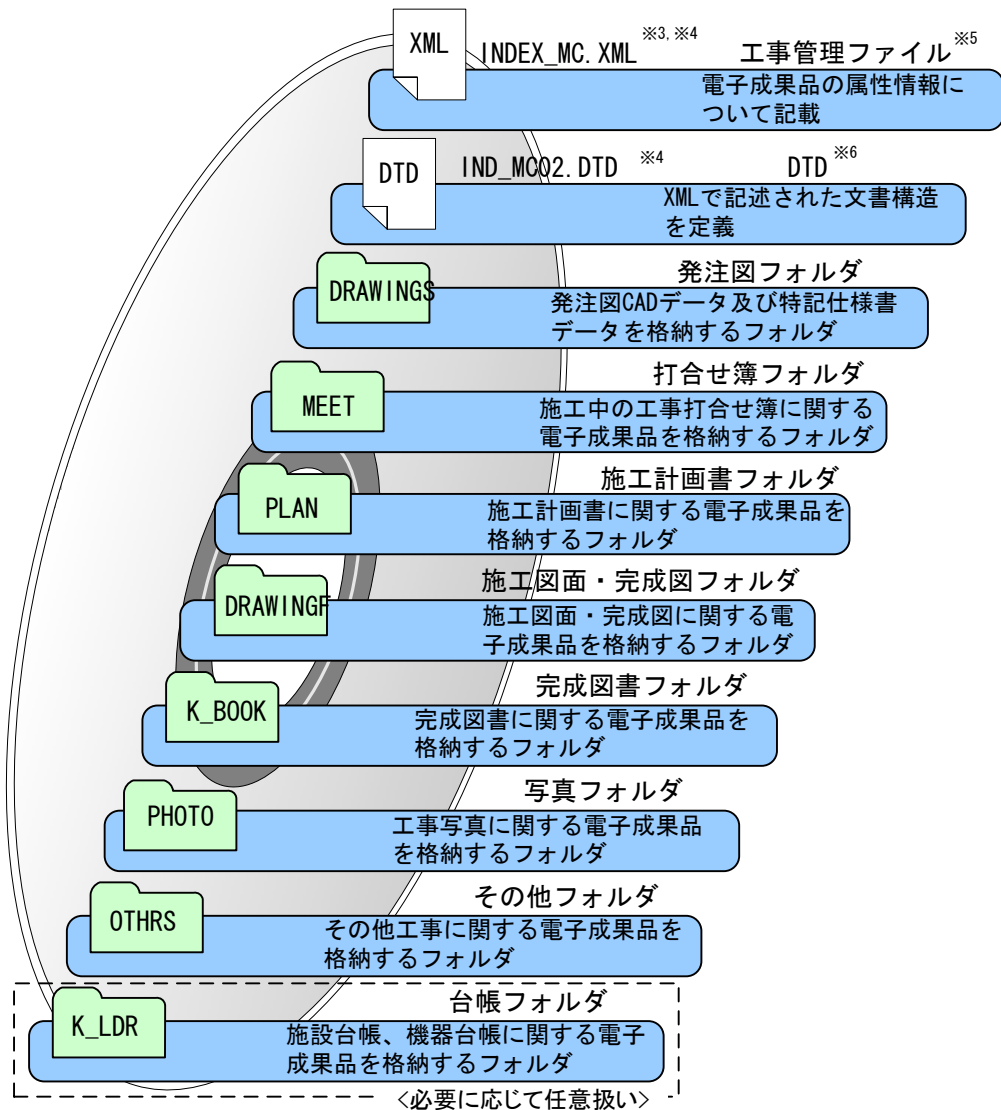 XML INDEX_MC.XML ※3,※4 工事管理ファイル※5
電子成果品の属性情報に
ついて記載
DTD IND_MC02.DTD ※4 DTD※6
XMLで記述された文書構造
を定義
発注図フォルダ
DRAWINGS
発注図CADデータ及び特記仕様書
データを格納するフォルダ
打合せ簿フォルダ
MEET
施工中の工事打合せ簿に関する
電子成果品を格納するフォルダ
施工計画書フォルダ
PLAN
施工計画書に関する電子成果品を
格納するフォルダ
施工図面・完成図フォルダ
DRAWINGF
施工図面・完成図に関する電
子成果品を格納するフォルダ
完成図書フォルダ
K_BOOK
完成図書に関する電子成果品を
格納するフォルダ
写真フォルダ
PHOTO
工事写真に関する電子成果品
を格納するフォルダ
その他フォルダ
OTHRS
その他工事に関する電子成果品を
格納するフォルダ
台帳フォルダ
K_LDR
施設台帳、機器台帳に関する電子
成果品を格納するフォルダ
<必要に応じて任意扱い>